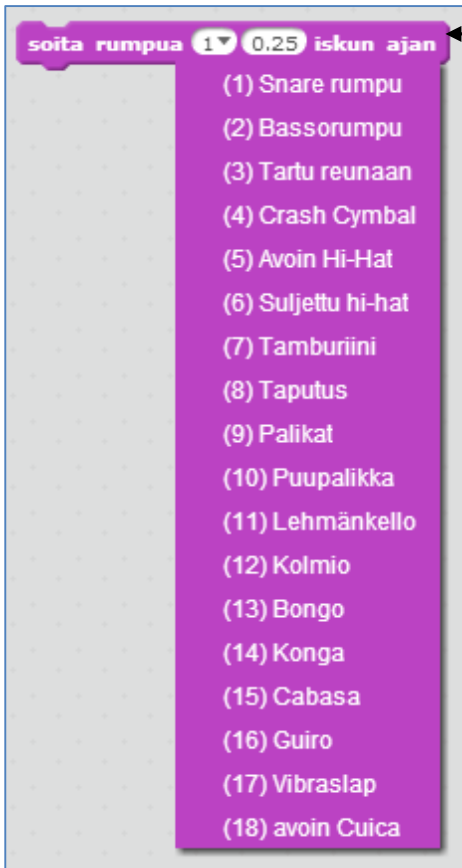 soita rumpua 1 0.25 iskun ajan
(1) Snare rumpu
(2) Bassorumpu
(3) Tartu reunaan
(4) Crash Cymbal
(5) Avoin Hi-Hat
(6) Suljettu hi-hat
(7) Tamburiini
(8) Taputus
(9) Palikat
(10) Puupalikka
(11) Lehmänkello
(12) Kolmio
(13) Bongo
(14) Konga
(15) Cabasa
(16) Guiro
(17) Vibraslap
(18) avoin Cuica